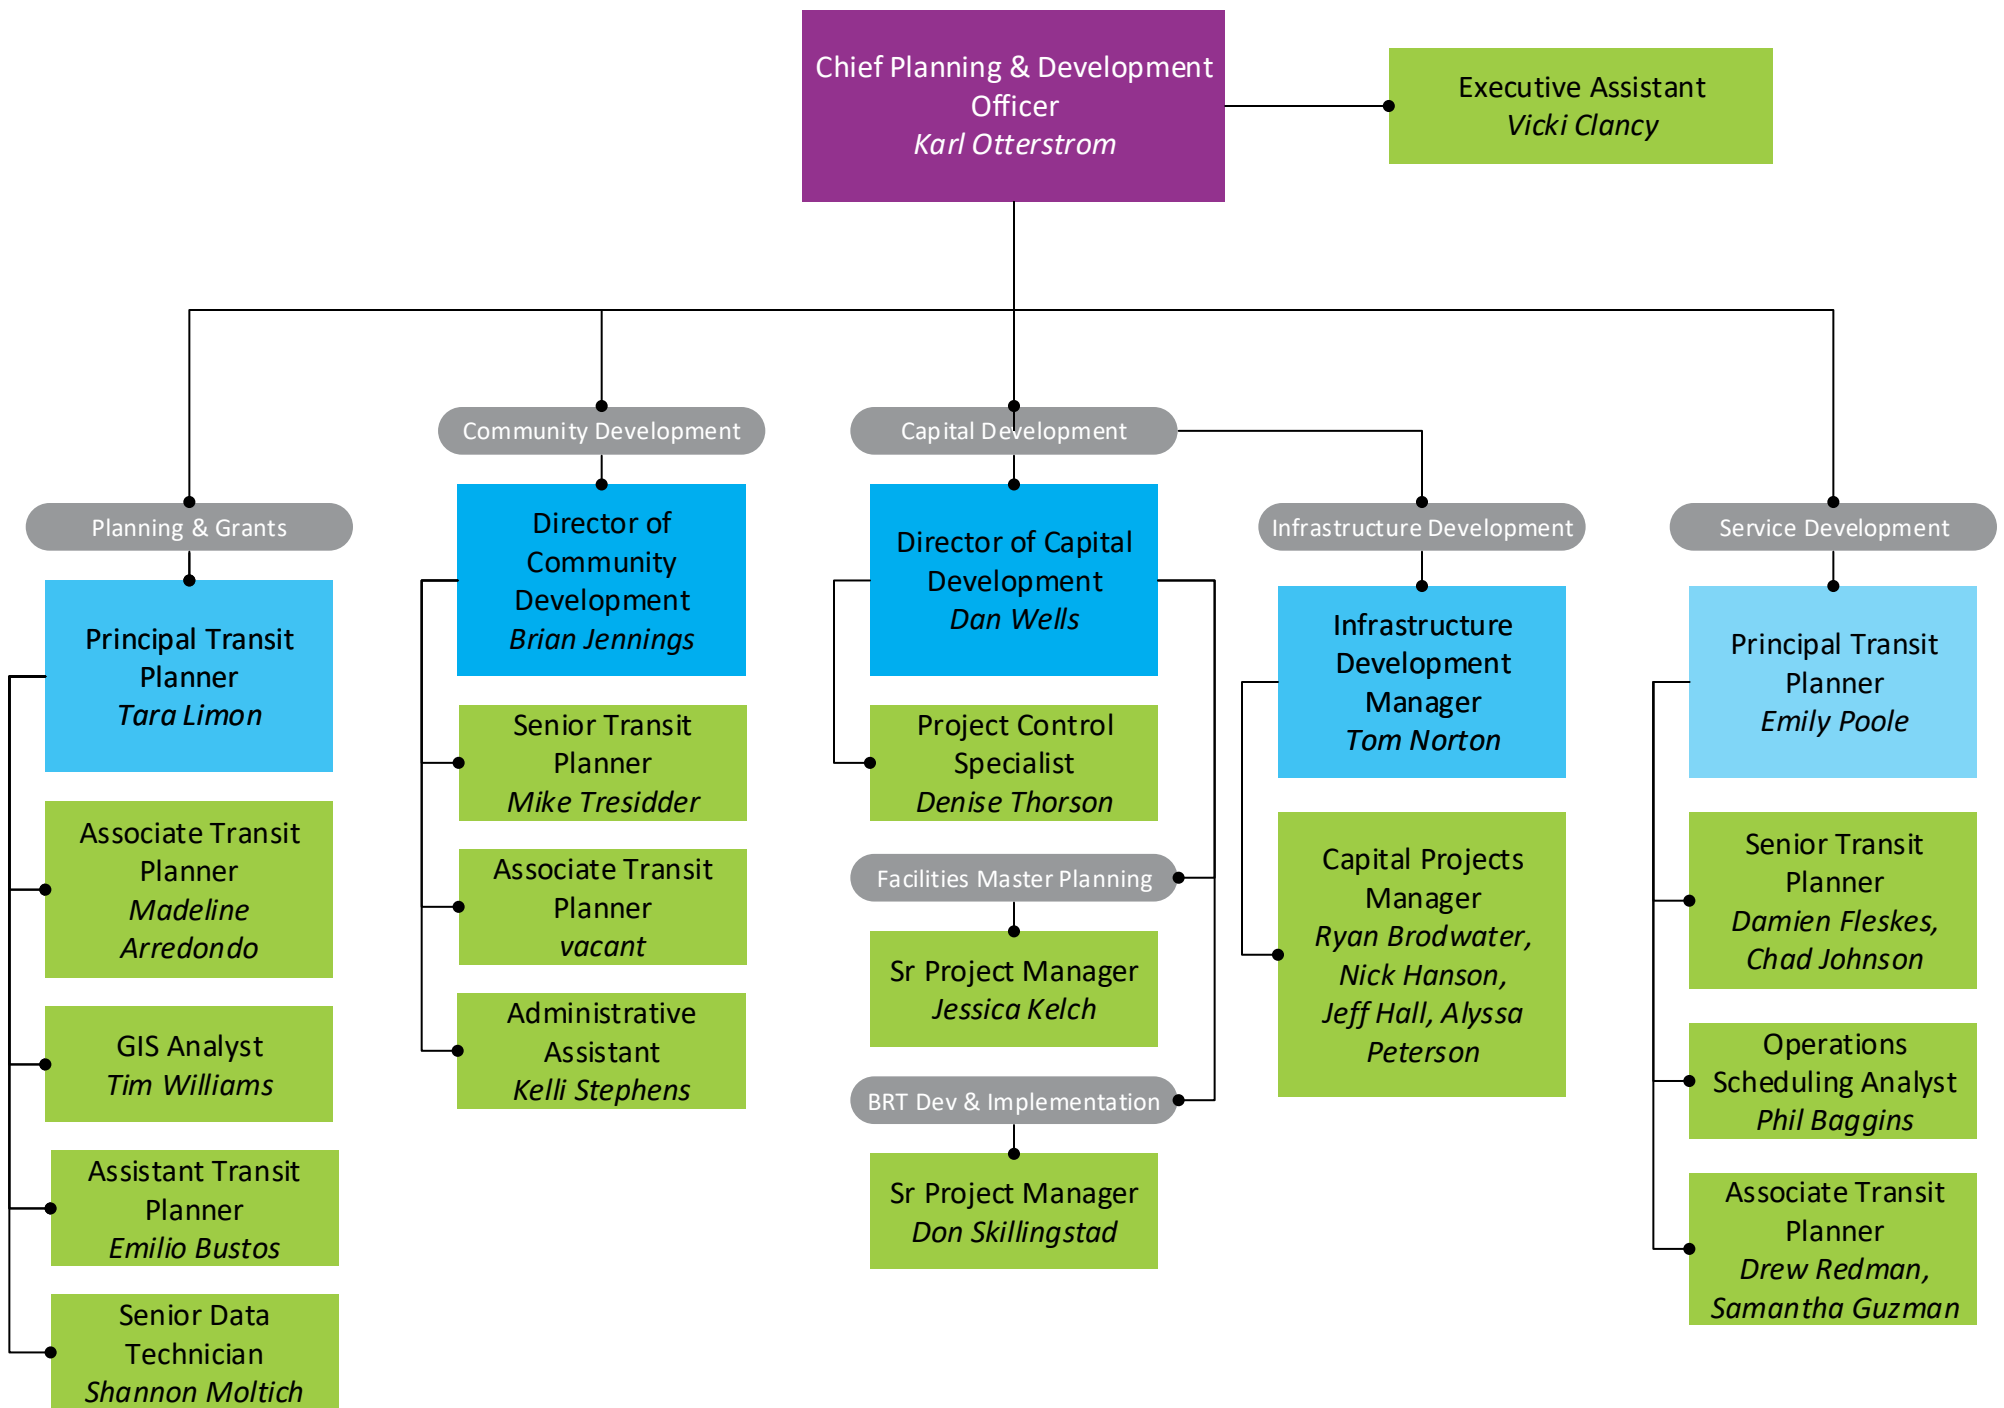 Chief Planning & Development
Officer
Karl Otterstrom
Executive Assistant
Vicki Clancy
Planning & Grants
Principal Transit
Planner
Tara Limon
Associate Transit
Planner
Madeline
Arredondo
GIS Analyst
Tim Williams
Assistant Transit
Planner
Emilio Bustos
Senior Data
Technician
Shannon Moltich
Community Development
Director of
Community
Development
Brian Jennings
Senior Transit
Planner
Mike Tresidder
Associate Transit
Planner
vacant
Administrative
Assistant
Kelli Stephens
Capital Development
Director of Capital
Development
Dan Wells
Project Control
Specialist
Denise Thorson
Facilities Master Planning
Sr Project Manager
Jessica Kelch
BRT Dev & Implementation
Sr Project Manager
Don Skillingstad
Infrastructure Development
Infrastructure
Development
Manager
Tom Norton
Capital Projects
Manager
Ryan Brodwater,
Nick Hanson,
Jeff Hall, Alyssa
Peterson
Service Development
Principal Transit
Planner
Emily Poole
Senior Transit
Planner
Damien Fleskes,
Chad Johnson
Operations
Scheduling Analyst
Phil Baggins
Associate Transit
Planner
Drew Redman,
Samantha Guzman